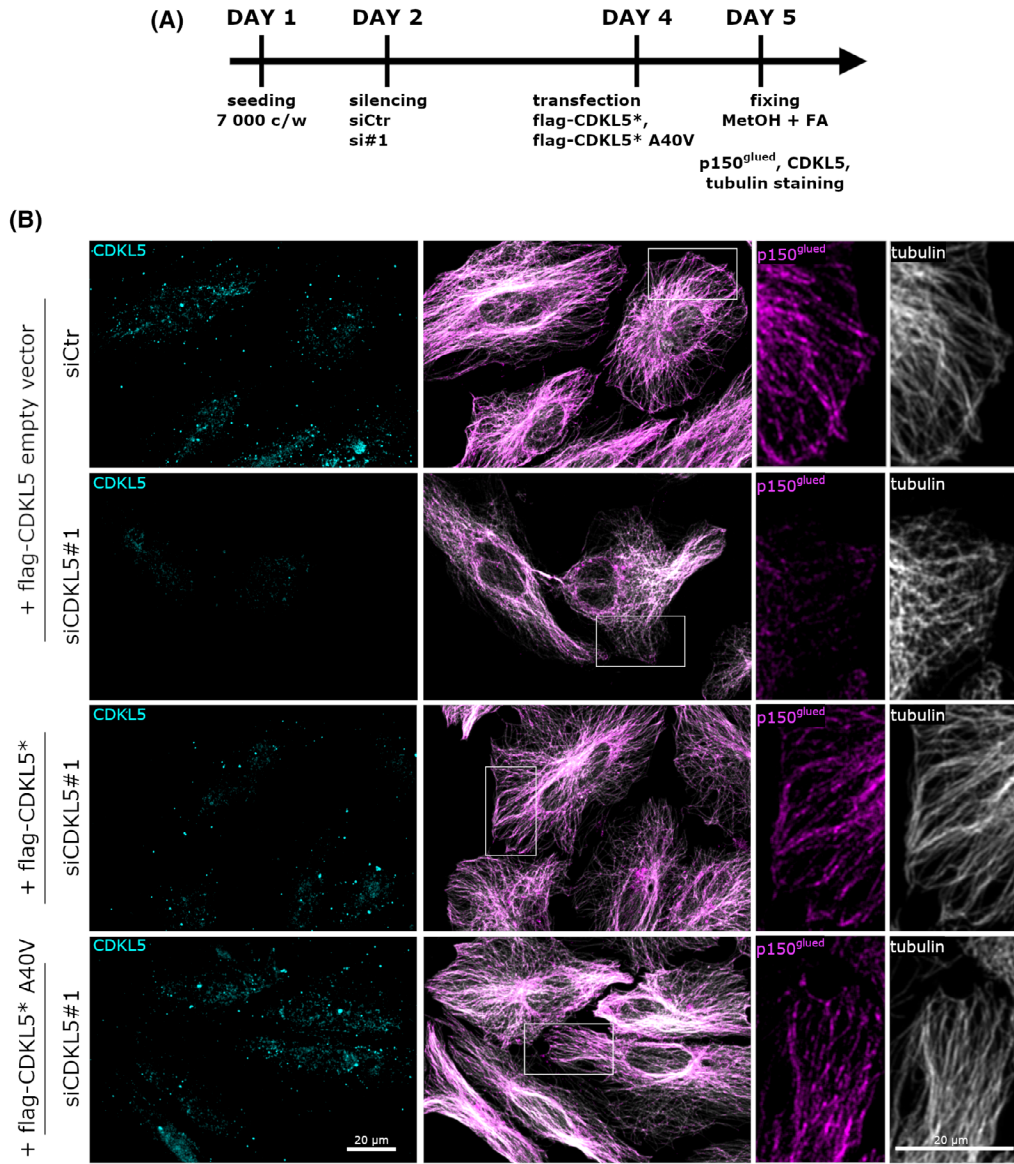 (A)
DAY 1 DAY 2 DAY 4 DAY 5
seeding
7 000 c/w
silencing
siCtr
si#1
transfection
flag-CDKL5*,
flag-CDKL5* A40V
fixing
MetOH + FA
p150glued, CDKL5,
tubulin staining
(B)
+ flag-CDKL5 empty vector
siCtr
CDKL5
p150glued
tubulin
siCDKL5#1
CDKL5
p150glued
tubulin
+ flag-CDKL5*
siCDKL5#1
CDKL5
p150glued
tubulin
+ flag-CDKL5* A40V
siCDKL5#1
CDKL5
p150glued
tubulin
20 µm
20 µm